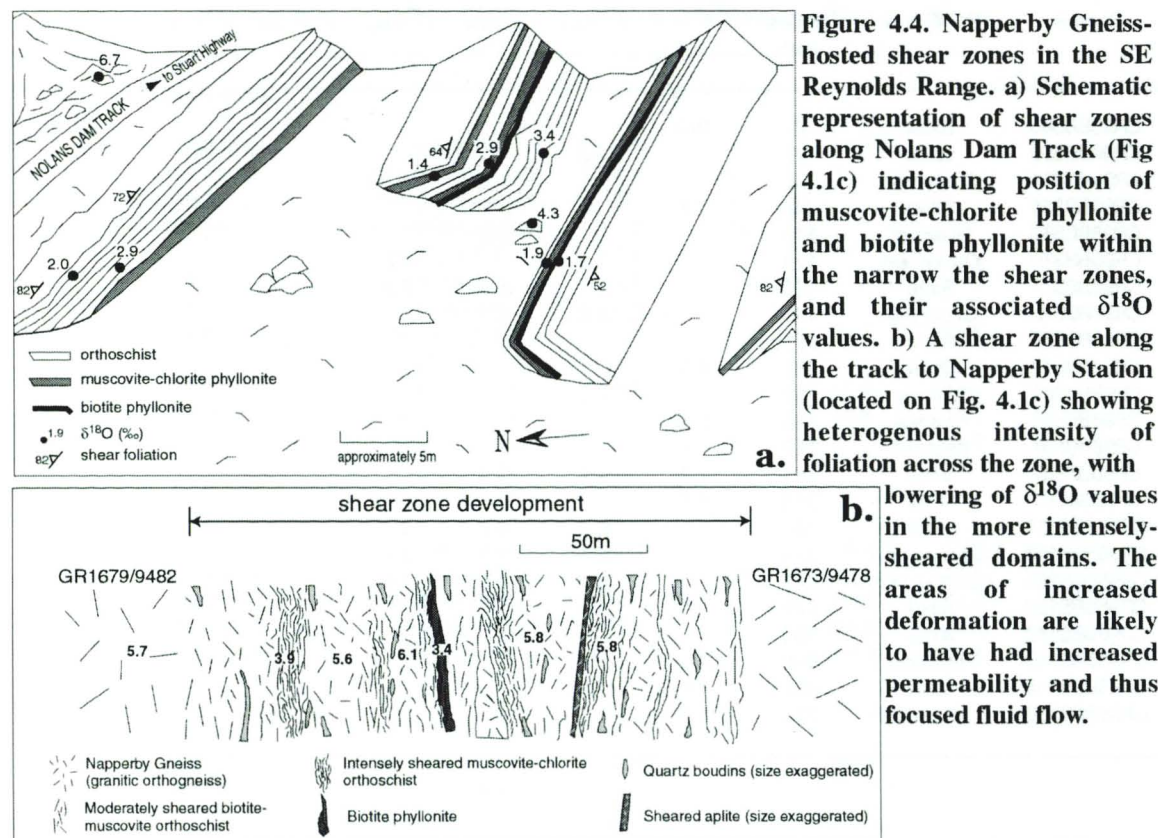 Figure 4.4. Napperby Gneiss-
hosted shear zones in the SE
Reynolds Range. a) Schematic
representation of shear zones
along Nolans Dam Track (Fig
4.1c) indicating position of
muscovite-chlorite phyllonite
and biotite phyllonite within
the narrow the shear zones,
and their associated δ18O
values. b) A shear zone along
the track to Napperby Station
(located on Fig. 4.1c) showing
heterogenous intensity of
foliation across the zone, with
lowering of δ18O values
in the more intensely-
sheared domains. The
areas of increased
deformation are likely
to have had increased
permeability and thus
focused fluid flow.
6.7
to Stuart Highway
NOLANS DAM TRACK
72
2.0
2.9
82
64
1.4
2.9
3.4
4.3
1.9
1.7
52
82
orthoschist
muscovite-chlorite phyllonite
biotite phyllonite
1.9 δ18O (‰)
82 shear foliation
approximately 5m
N
a.
b.
shear zone development
50m
GR1679/9482
GR1673/9478
5.7
3.9
5.6
6.1
3.4
5.8
5.8
Napperby Gneiss
(granitic orthogneiss)
Moderately sheared biotite-
muscovite orthoschist
Intensely sheared muscovite-chlorite
orthoschist
Biotite phyllonite
Quartz boudins (size exaggerated)
Sheared aplite (size exaggerated)